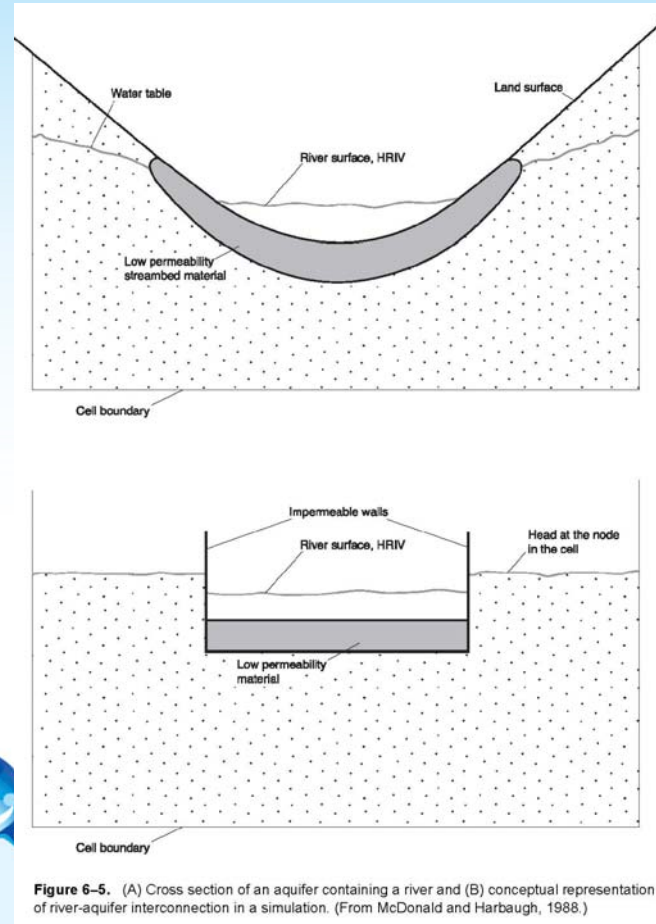 Water table
Land surface
River surface, HRIV
Low permeability
streambed material
Cell boundary
Impermeable walls
River surface, HRIV
Head at the node
in the cell
Low permeability
material
Cell boundary
Figure 6–5. (A) Cross section of an aquifer containing a river and (B) conceptual representation
of river-aquifer interconnection in a simulation. (From McDonald and Harbaugh, 1988.)